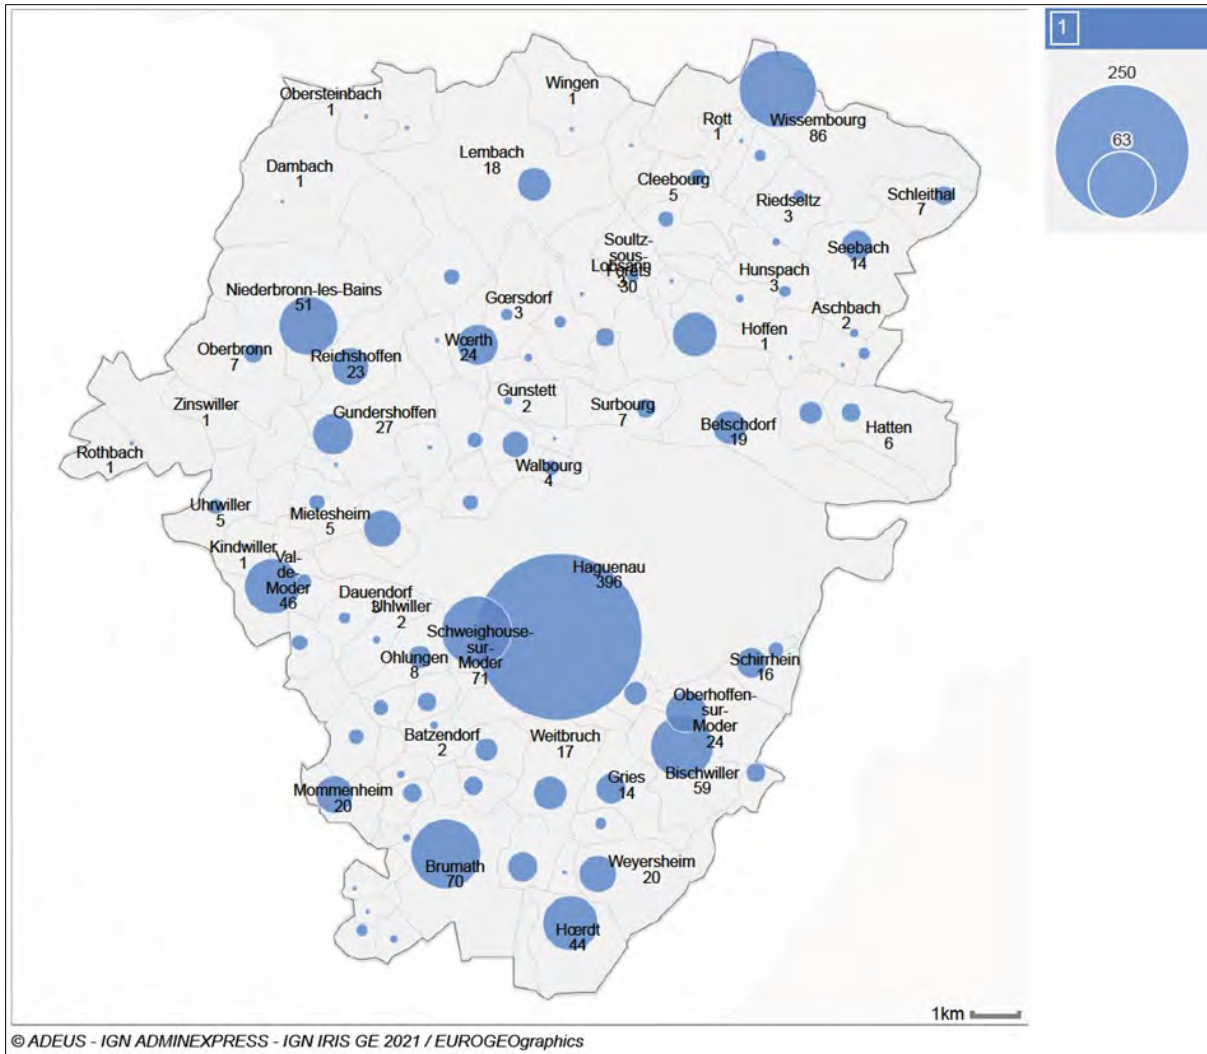 1
250
63
Wingen
1
Obersteinbach
1
Rott
1
Wissembourg
86
Lembach
18
Dambach
1
Cleebourg
5
Riedseltz
3
Schleithal
7
Soultz-
sous-
Forêts
30
Lobsann
3
Seebach
14
Hunspach
3
Niederbronn-les-Bains
51
Gœrsdorf
3
Aschbach
2
Hoffen
1
Wœrth
24
Oberbronn
7
Reichshoffen
23
Gunstett
2
Surbourg
7
Zinswiller
1
Gundershoffen
27
Betschdorf
19
Hatten
6
Rothbach
1
Walbourg
4
Uhrwiller
5
Mietesheim
5
Kindwiller
1
Val-
de-
Moder
46
Haguenau
396
Dauendorf
3
Uhlwiller
2
Schweighouse-
sur-
Moder
71
Ohlungen
8
Schirrhein
16
Oberhoffen-
sur-
Moder
24
Batzendorf
2
Weitbruch
17
Bischwiller
59
Gries
14
Mommenheim
20
Brumath
70
Weyersheim
20
Hœrdt
44
1km
© ADEUS - IGN ADMINEXPRESS - IGN IRIS GE 2021 / EUROGEOgraphics